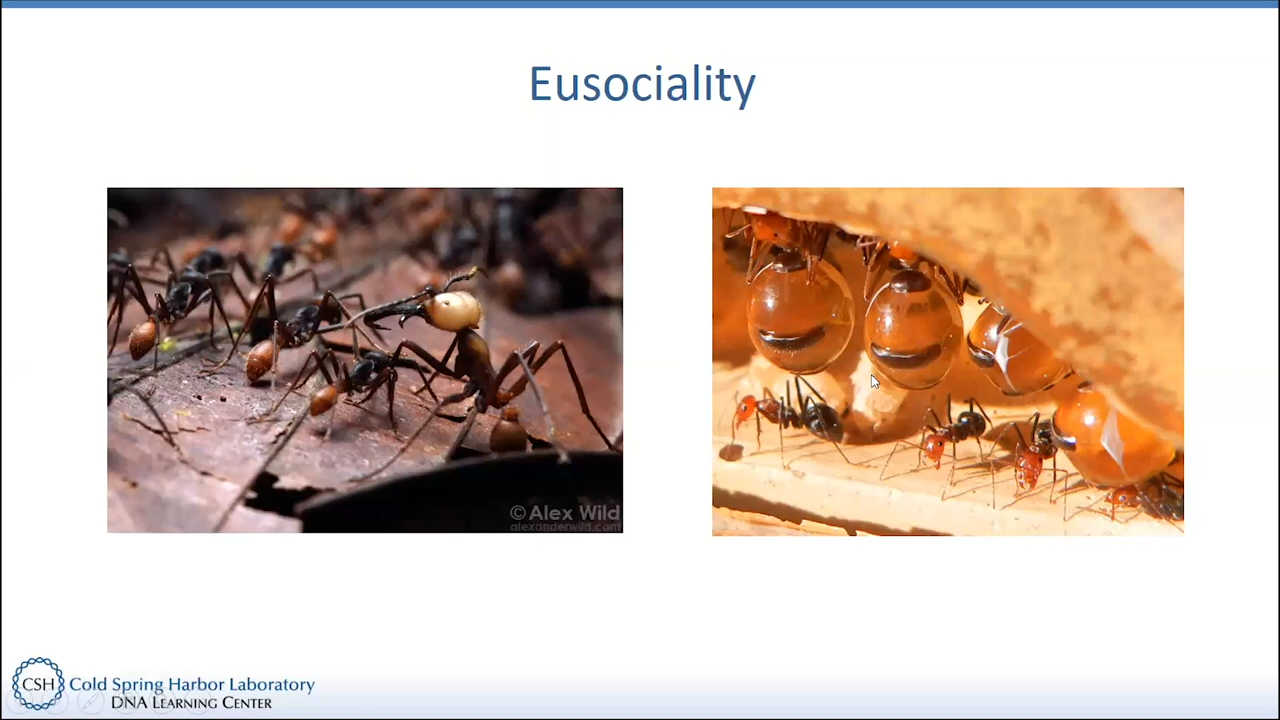 Eusociality
© Alex Wild
alexanderwild.com
CSH Cold Spring Harbor Laboratory
DNA LEARNING CENTER